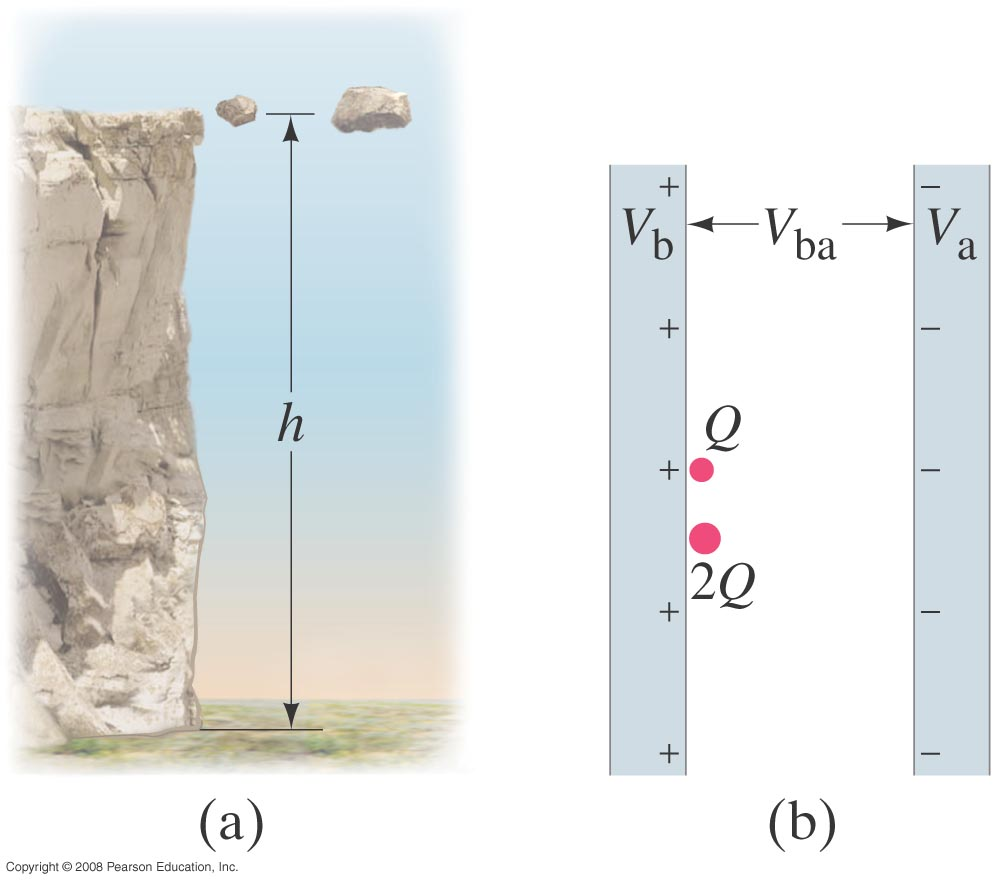 h
(a)
+ −
V_b V_ba V_a
+ −
Q
+ −
2Q
+ −
+ −
(b)
Copyright © 2008 Pearson Education, Inc.